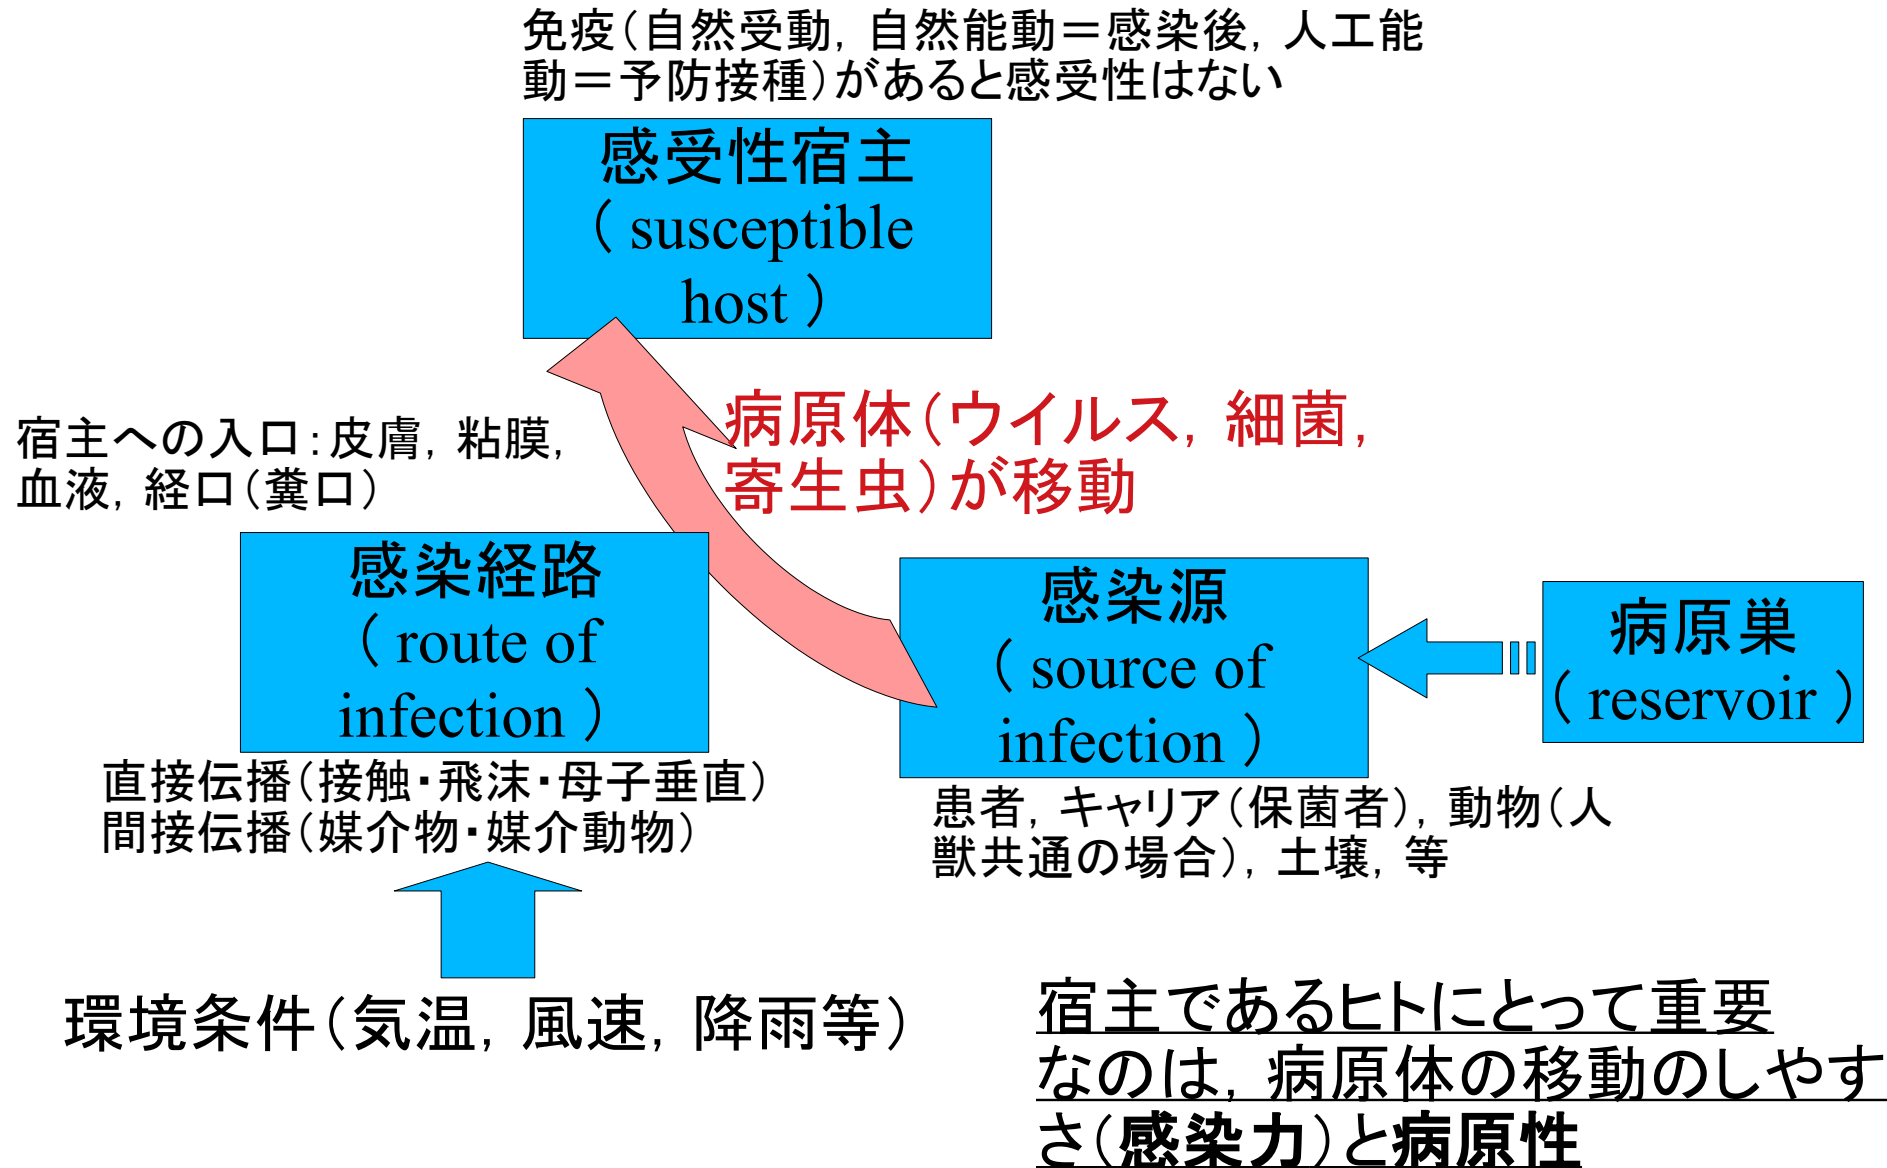 免疫（自然受動，自然能動＝感染後，人工能
動＝予防接種）があると感受性はない
感受性宿主
（ susceptible
host ）
病原体（ウイルス，細菌，
寄生虫）が移動
宿主への入口：皮膚，粘膜，
血液，経口（糞口）
感染経路
（ route of
infection ）
直接伝播（接触・飛沫・母子垂直）
間接伝播（媒介物・媒介動物）
感染源
（ source of
infection ）
患者，キャリア（保菌者），動物（人
獣共通の場合），土壌，等
病原巣
（ reservoir ）
環境条件（気温，風速，降雨等）
宿主であるヒトにとって重要
なのは，病原体の移動のしやす
さ（感染力）と病原性